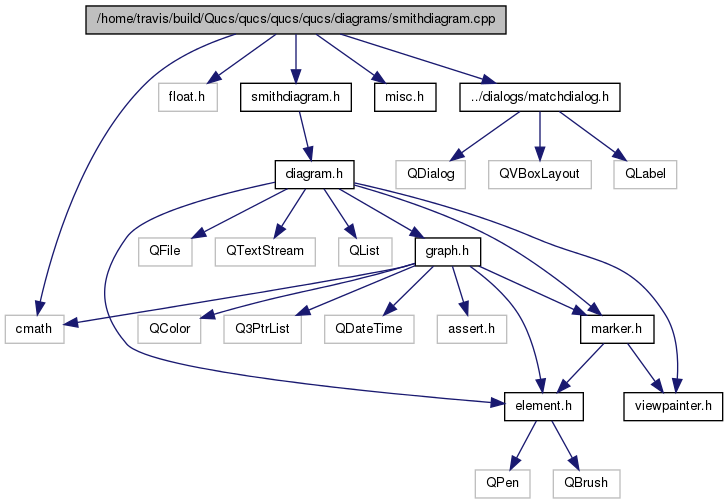 /home/travis/build/Qucs/qucs/qucs/qucs/diagrams/smithdiagram.cpp
float.h
smithdiagram.h
misc.h
../dialogs/matchdialog.h
diagram.h
QDialog
QVBoxLayout
QLabel
QFile
QTextStream
QList
graph.h
cmath
QColor
Q3PtrList
QDateTime
assert.h
marker.h
element.h
viewpainter.h
QPen
QBrush